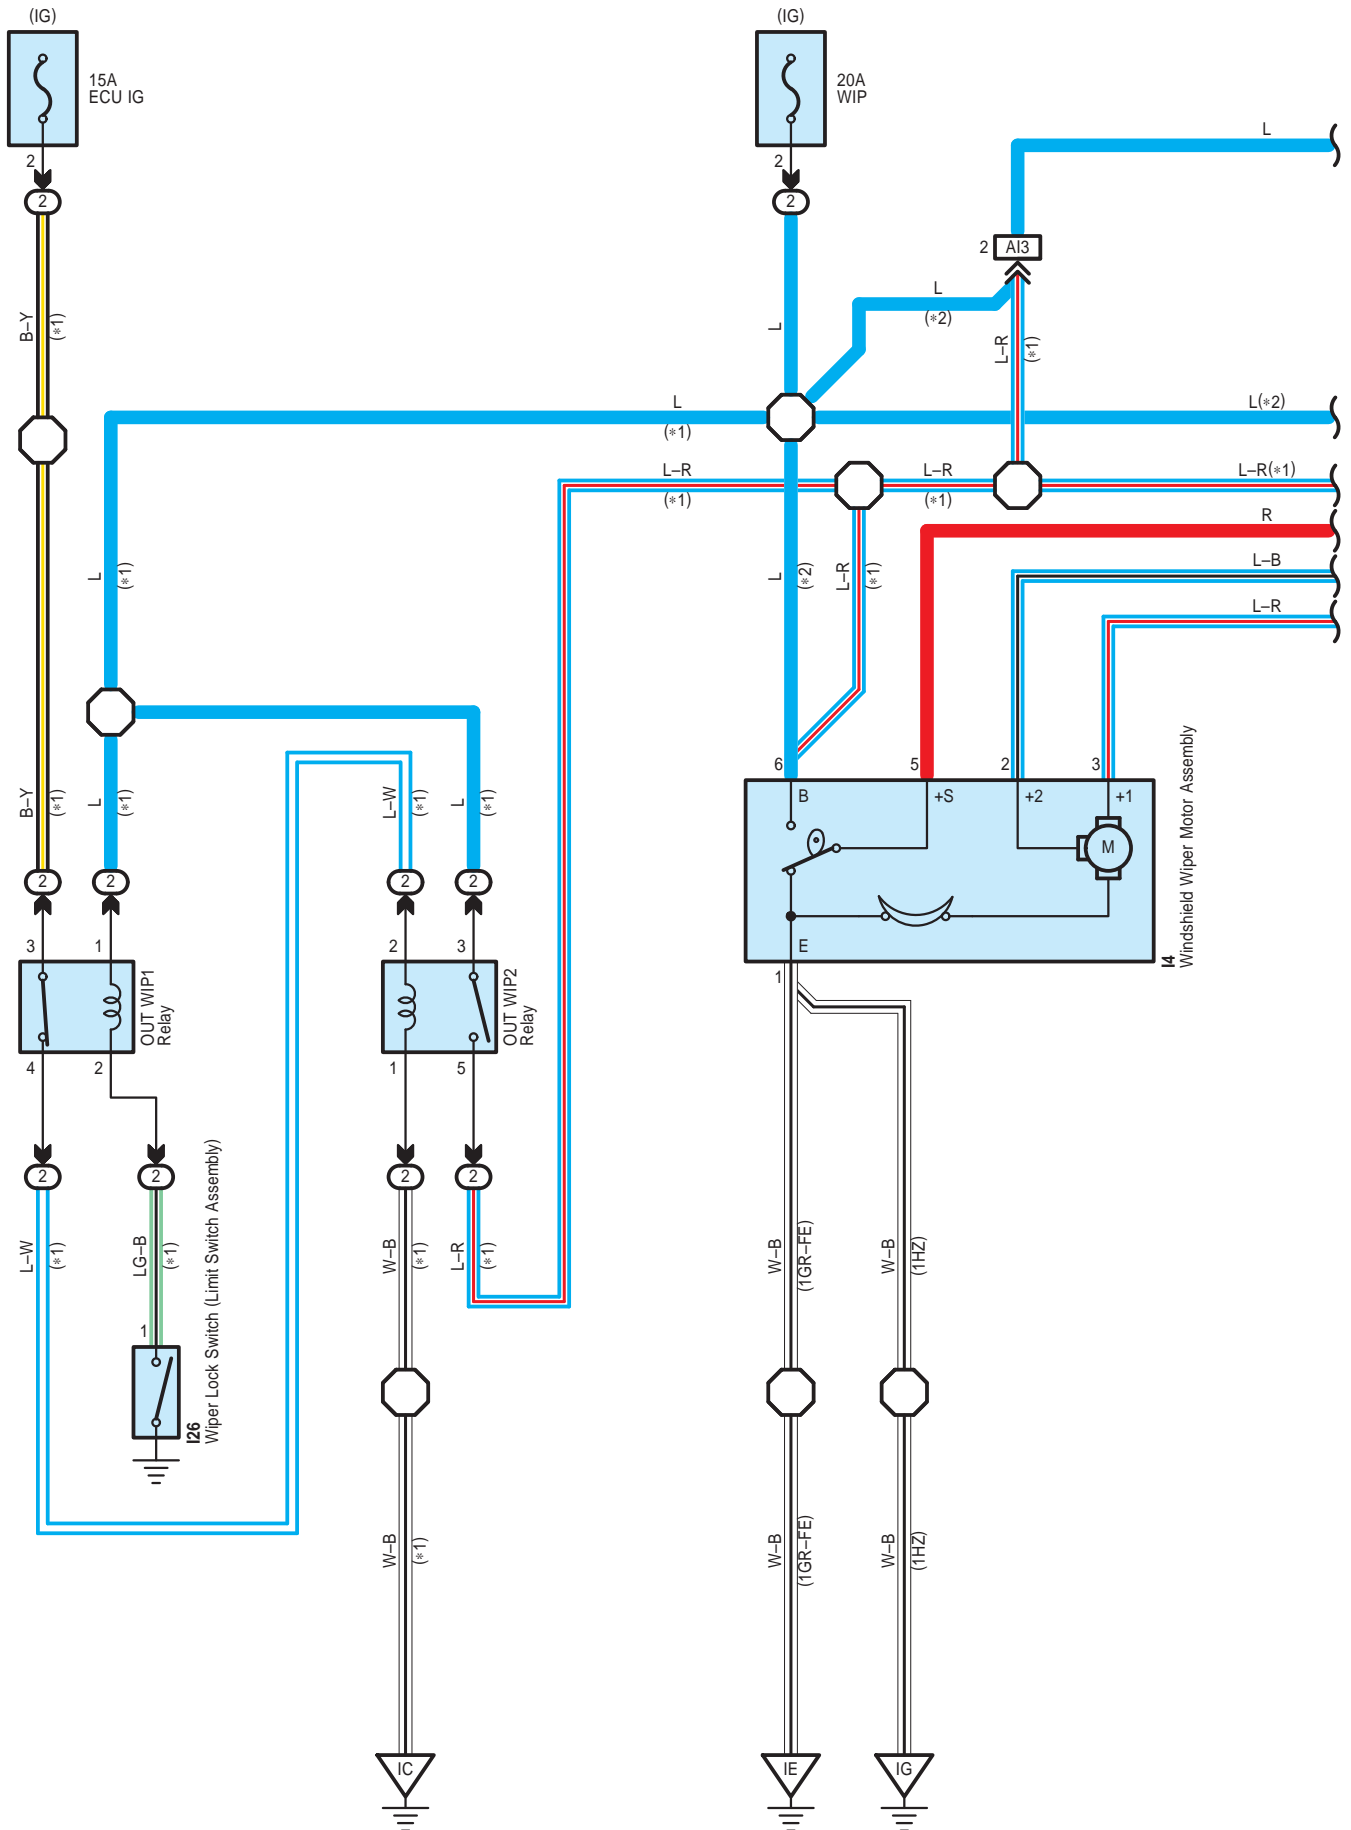 (IG)
(IG)
15A
ECU IG
20A
WIP
L
2
2
2
2
2
AI3
L
(*2)
B–Y
(*1)
L
L–R
(*1)
L
(*1)
L(*2)
L–R
(*1)
L–R
(*1)
L–R(*1)
R
L–B
L–R
L
(*1)
L
(*2)
L–R
(*1)
6
5
2
3
B–Y
(*1)
L
(*1)
L–W
(*1)
L
(*1)
B
+S
+2
+1
M
E
I4
Windshield Wiper Motor Assembly
2
2
2
2
3
1
2
3
1
OUT WIP1
Relay
OUT WIP2
Relay
4
2
1
5
2
2
2
2
L–W
(*1)
LG–B
(*1)
W–B
(*1)
L–R
(*1)
W–B
(1GR–FE)
W–B
(1HZ)
1
I26
Wiper Lock Switch (Limit Switch Assembly)
W–B
(*1)
W–B
(1GR–FE)
W–B
(1HZ)
IC
IE
IG